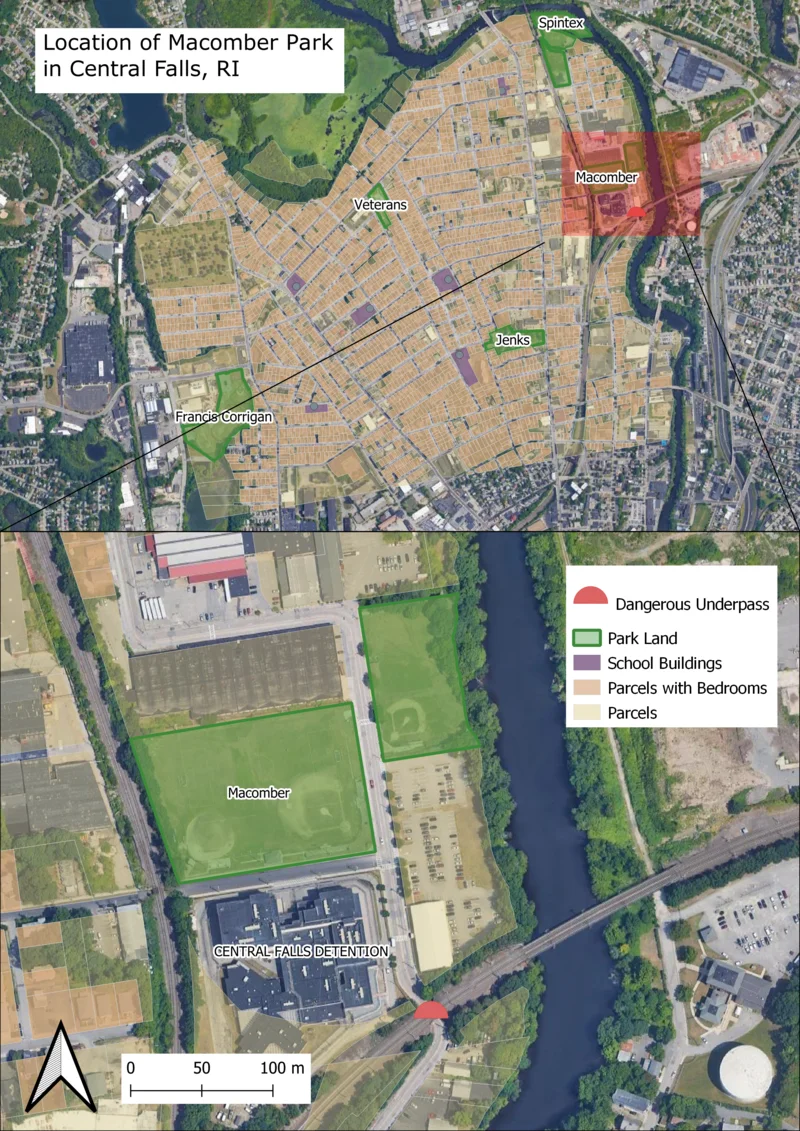 Location of Macomber Park
in Central Falls, RI
Spintex
Macomber
Veterans
Jenks
Francis Corrigan
Dangerous Underpass
Park Land
School Buildings
Parcels with Bedrooms
Parcels
Macomber
CENTRAL FALLS DETENTION
0 50 100 m